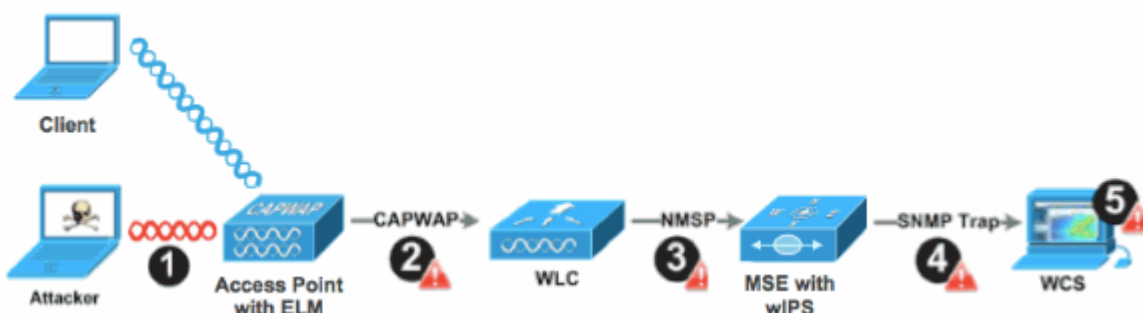 Client
CAPWAP
CAPWAP
NMSP
SNMP Trap
5
1
2
3
4
Attacker
Access Point
with ELM
WLC
MSE with
wIPS
WCS